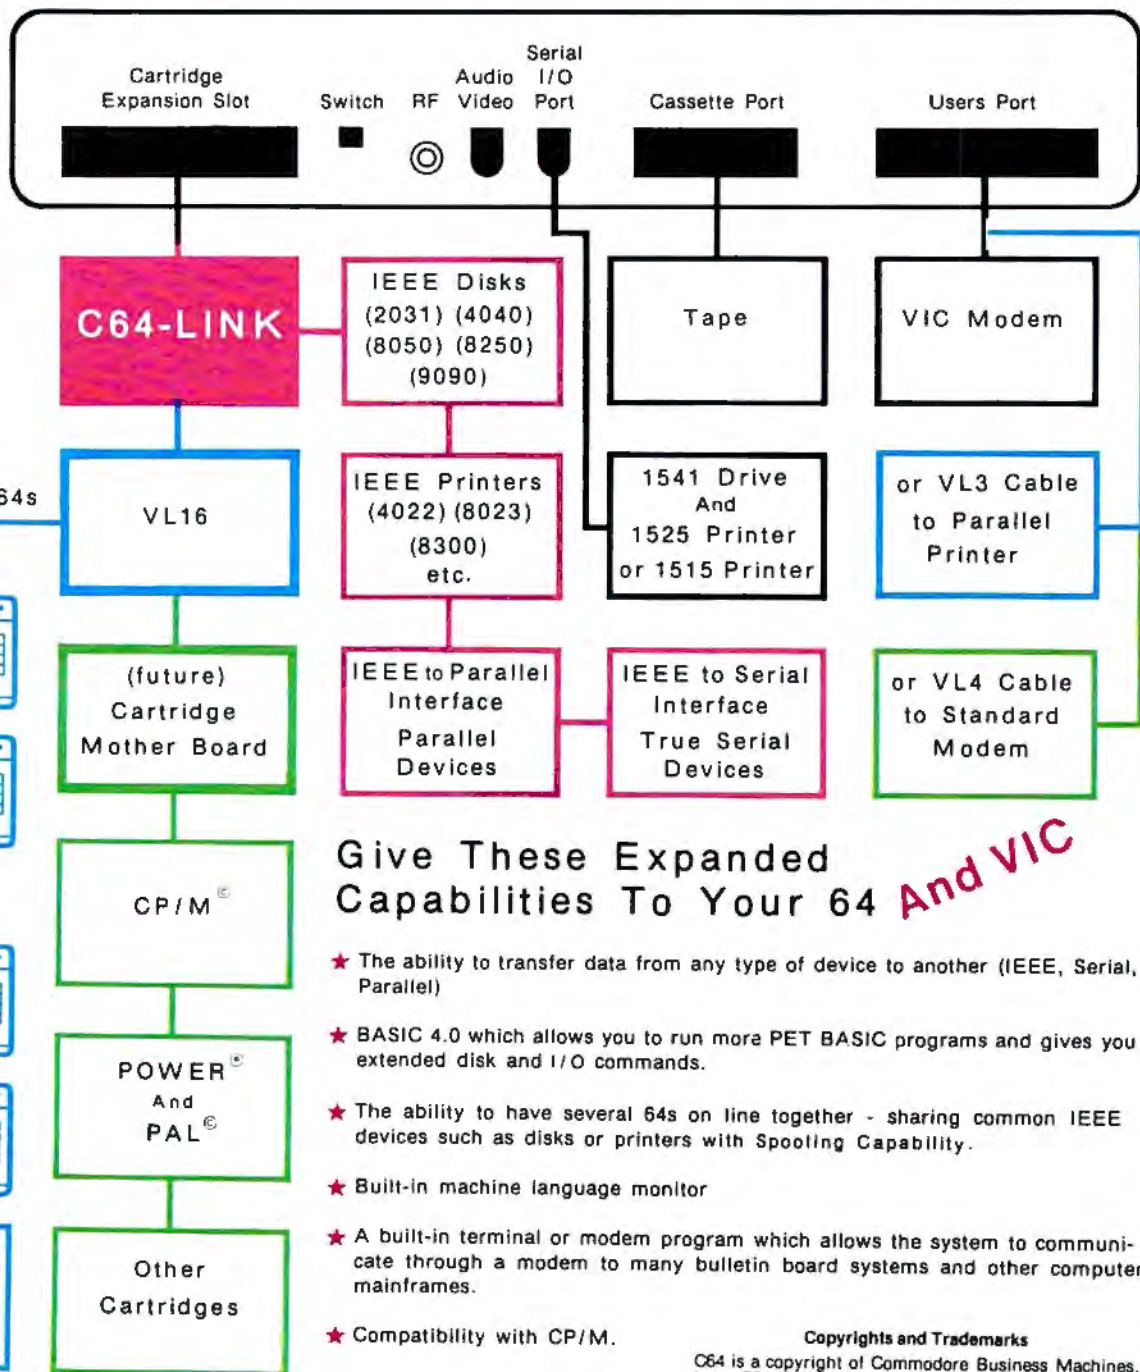 Cartridge
Expansion Slot
Switch
RF
Audio
Video
Serial
I/O
Port
Cassette Port
Users Port
C64-LINK
IEEE Disks
(2031) (4040)
(8050) (8250)
(9090)
Tape
VIC Modem
64s
VL16
IEEE Printers
(4022) (8023)
(8300)
etc.
1541 Drive
And
1525 Printer
or 1515 Printer
or VL3 Cable
to Parallel
Printer
(future)
Cartridge
Mother Board
IEEE to Parallel
Interface
Parallel
Devices
IEEE to Serial
Interface
True Serial
Devices
or VL4 Cable
to Standard
Modem
CP/M©
POWER©
And
PAL©
Other
Cartridges
Give These Expanded
Capabilities To Your 64 And VIC
★ The ability to transfer data from any type of device to another (IEEE, Serial,
Parallel)
★ BASIC 4.0 which allows you to run more PET BASIC programs and gives you
extended disk and I/O commands.
★ The ability to have several 64s on line together - sharing common IEEE
devices such as disks or printers with Spooling Capability.
★ Built-in machine language monitor
★ A built-in terminal or modem program which allows the system to communi-
cate through a modem to many bulletin board systems and other computer
mainframes.
★ Compatibility with CP/M.
Copyrights and Trademarks
C64 is a copyright of Commodore Business Machines,